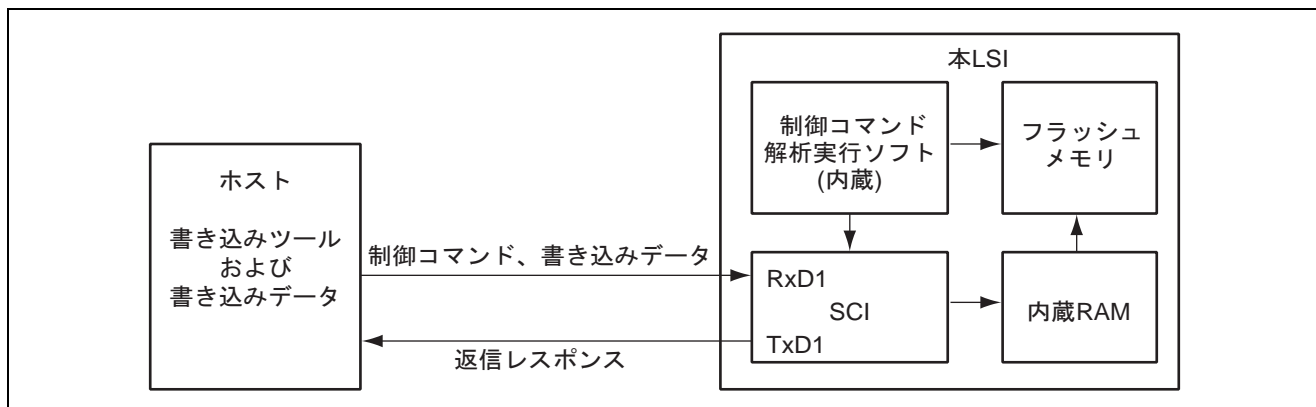 本LSI
制御コマンド
解析実行ソフト
(内蔵)
フラッシュ
メモリ
ホスト
書き込みツール
および
書き込みデータ
制御コマンド、書き込みデータ
RxD1
SCI
TxD1
内蔵RAM
返信レスポンス